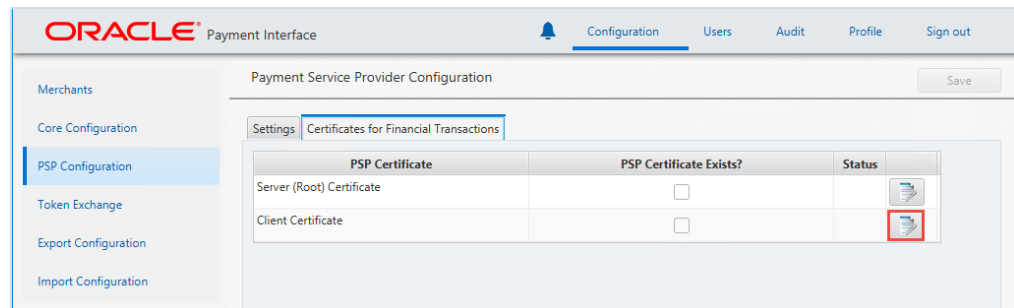 ORACLE® Payment Interface
Configuration Users Audit Profile Sign out
Merchants
Core Configuration
PSP Configuration
Token Exchange
Export Configuration
Import Configuration
Payment Service Provider Configuration
Save
Settings Certificates for Financial Transactions
PSP Certificate PSP Certificate Exists? Status
Server (Root) Certificate
Client Certificate